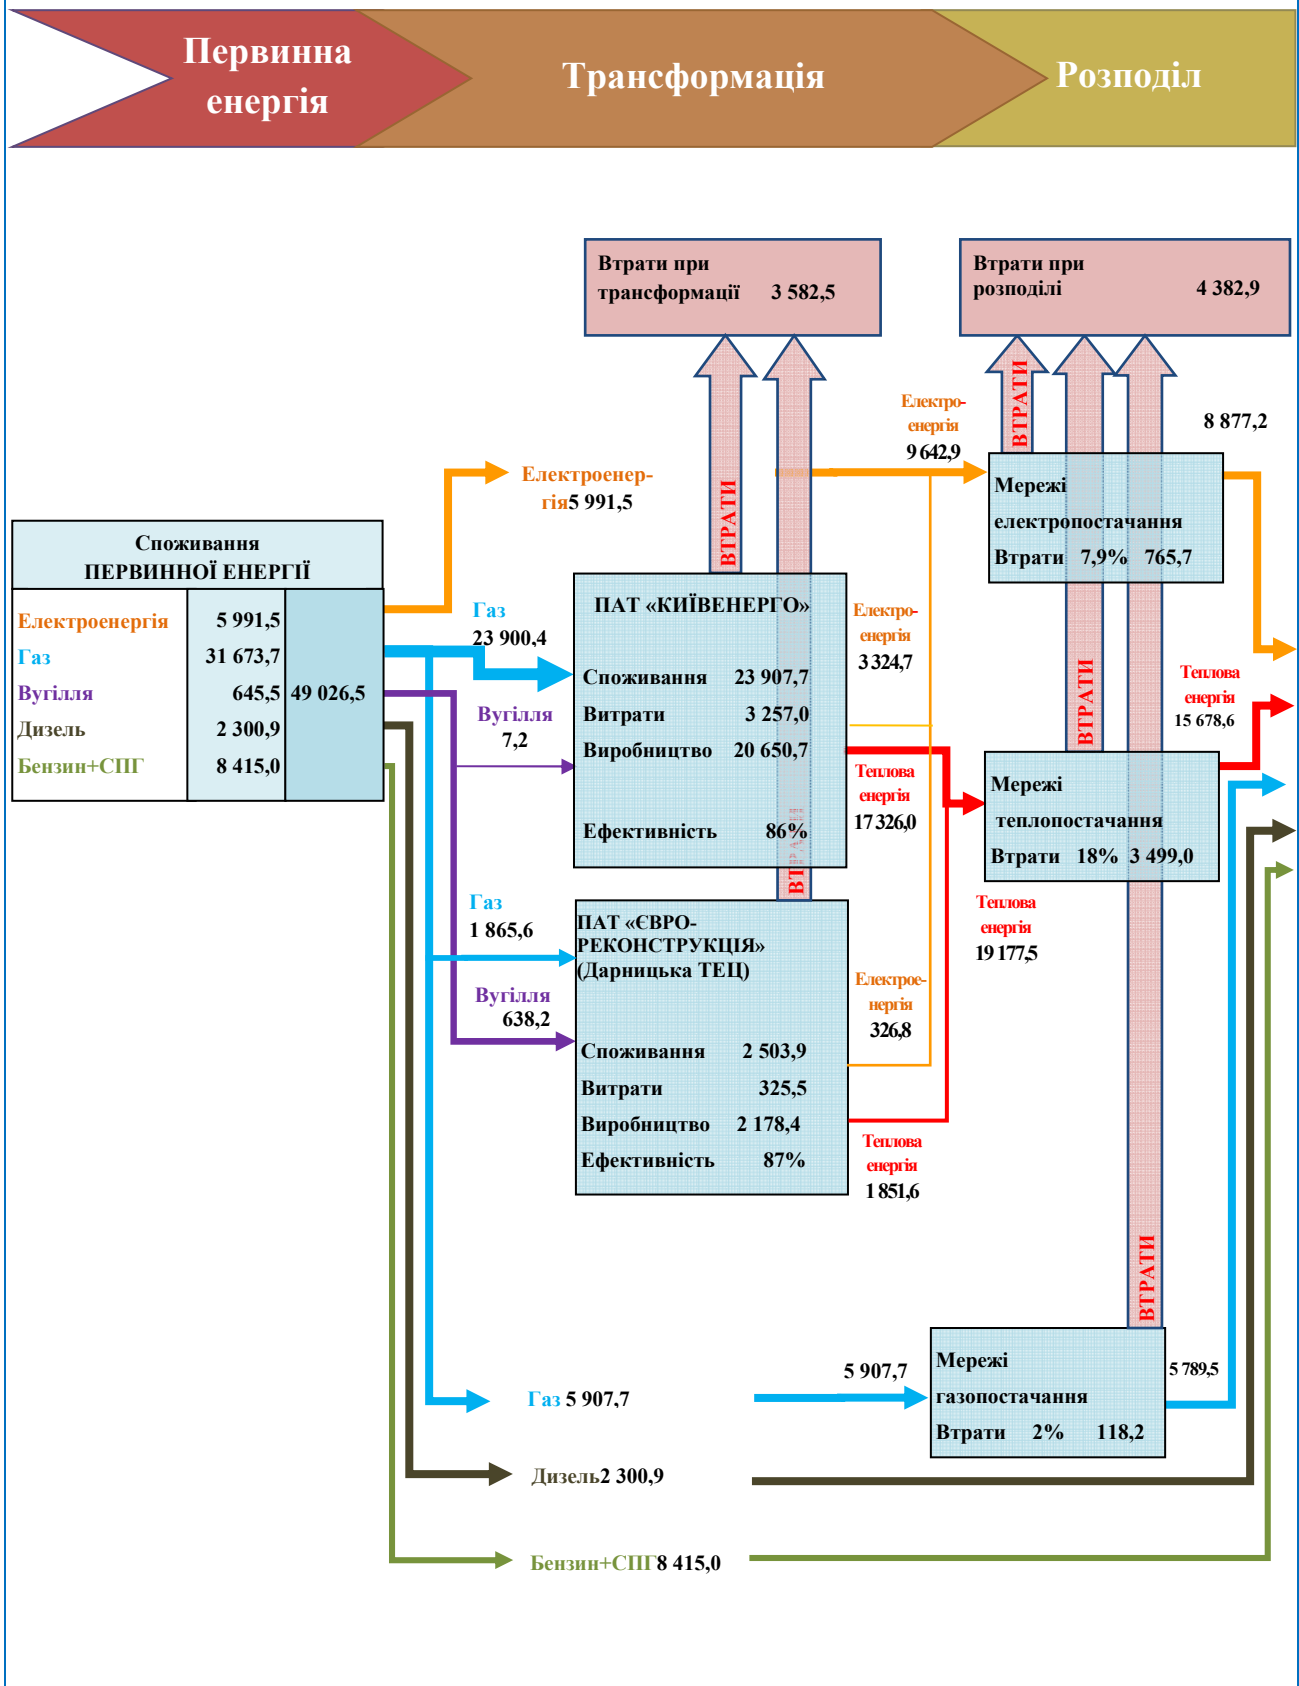 Первинна
енергія
Трансформація
Розподіл
Втрати при
трансформації 3 582,5
Втрати при
розподілі 4 382,9
ВТРАТИ
ВТРАТИ
Електро-
енергія
9 642,9
8 877,2
Електроенер-
гія5 991,5
Мережі
електропостачання
Втрати 7,9% 765,7
Споживання
ПЕРВИННОЇ ЕНЕРГІЇ
Електроенергія 5 991,5
Газ 31 673,7
Вугілля 645,5 49 026,5
Дизель 2 300,9
Бензин+СПГ 8 415,0
Газ
23 900,4
Вугілля
7,2
ПАТ «КИЇВЕНЕРГО»
Споживання 23 907,7
Витрати 3 257,0
Виробництво 20 650,7
Ефективність 86%
Електро-
енергія
3 324,7
Теплова
енергія
17 326,0
ВТРАТИ
Теплова
енергія
15 678,6
Мережі
теплопостачання
Втрати 18% 3 499,0
ВТРАТИ
Газ
1 865,6
Вугілля
638,2
ПАТ «ЄВРО-
РЕКОНСТРУКЦІЯ»
(Дарницька ТЕЦ)
Споживання 2 503,9
Витрати 325,5
Виробництво 2 178,4
Ефективність 87%
Теплова
енергія
19 177,5
Електрое-
нергія
326,8
Теплова
енергія
1 851,6
ВТРАТИ
Газ 5 907,7
5 907,7
Мережі
газопостачання
Втрати 2% 118,2
5 789,5
Дизель2 300,9
Бензин+СПГ8 415,0